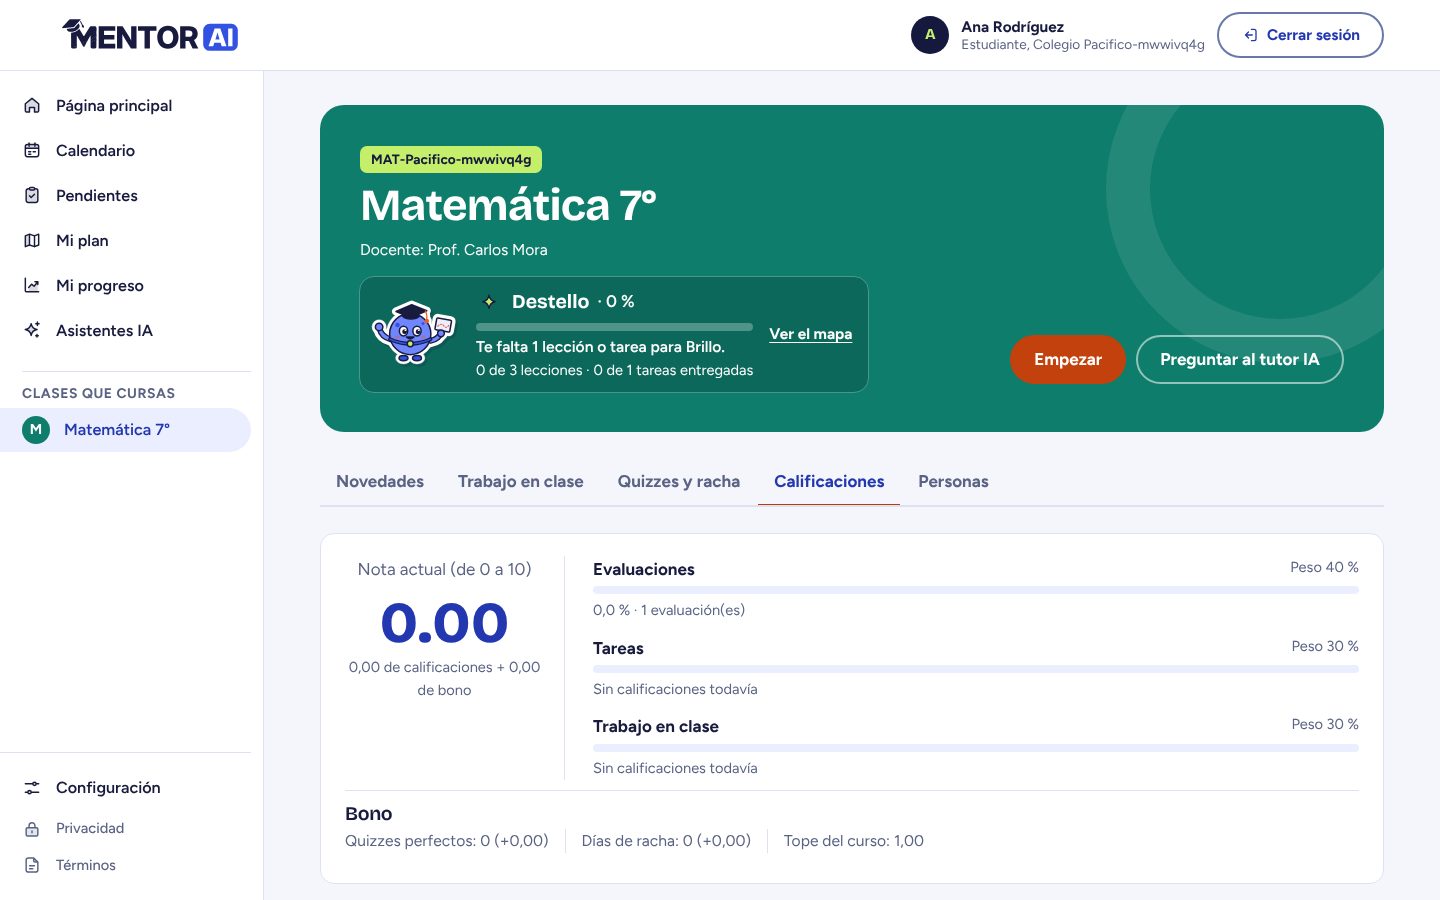 MENTOR AI
A
Ana Rodríguez
Estudiante, Colegio Pacifico-mwwivq4g
Cerrar sesión
Página principal
Calendario
Pendientes
Mi plan
Mi progreso
Asistentes IA
CLASES QUE CURSAS
M
Matemática 7º
Configuración
Privacidad
Términos
MAT-Pacifico-mwwivq4g
Matemática 7º
Docente: Prof. Carlos Mora
Destello · 0 %
Te falta 1 lección o tarea para Brillo.
0 de 3 lecciones · 0 de 1 tareas entregadas
Ver el mapa
Empezar
Preguntar al tutor IA
Novedades
Trabajo en clase
Quizzes y racha
Calificaciones
Personas
Nota actual (de 0 a 10)
0.00
0,00 de calificaciones + 0,00
de bono
Evaluaciones
Peso 40 %
0,0 % · 1 evaluación(es)
Tareas
Peso 30 %
Sin calificaciones todavía
Trabajo en clase
Peso 30 %
Sin calificaciones todavía
Bono
Quizzes perfectos: 0 (+0,00)
Días de racha: 0 (+0,00)
Tope del curso: 1,00